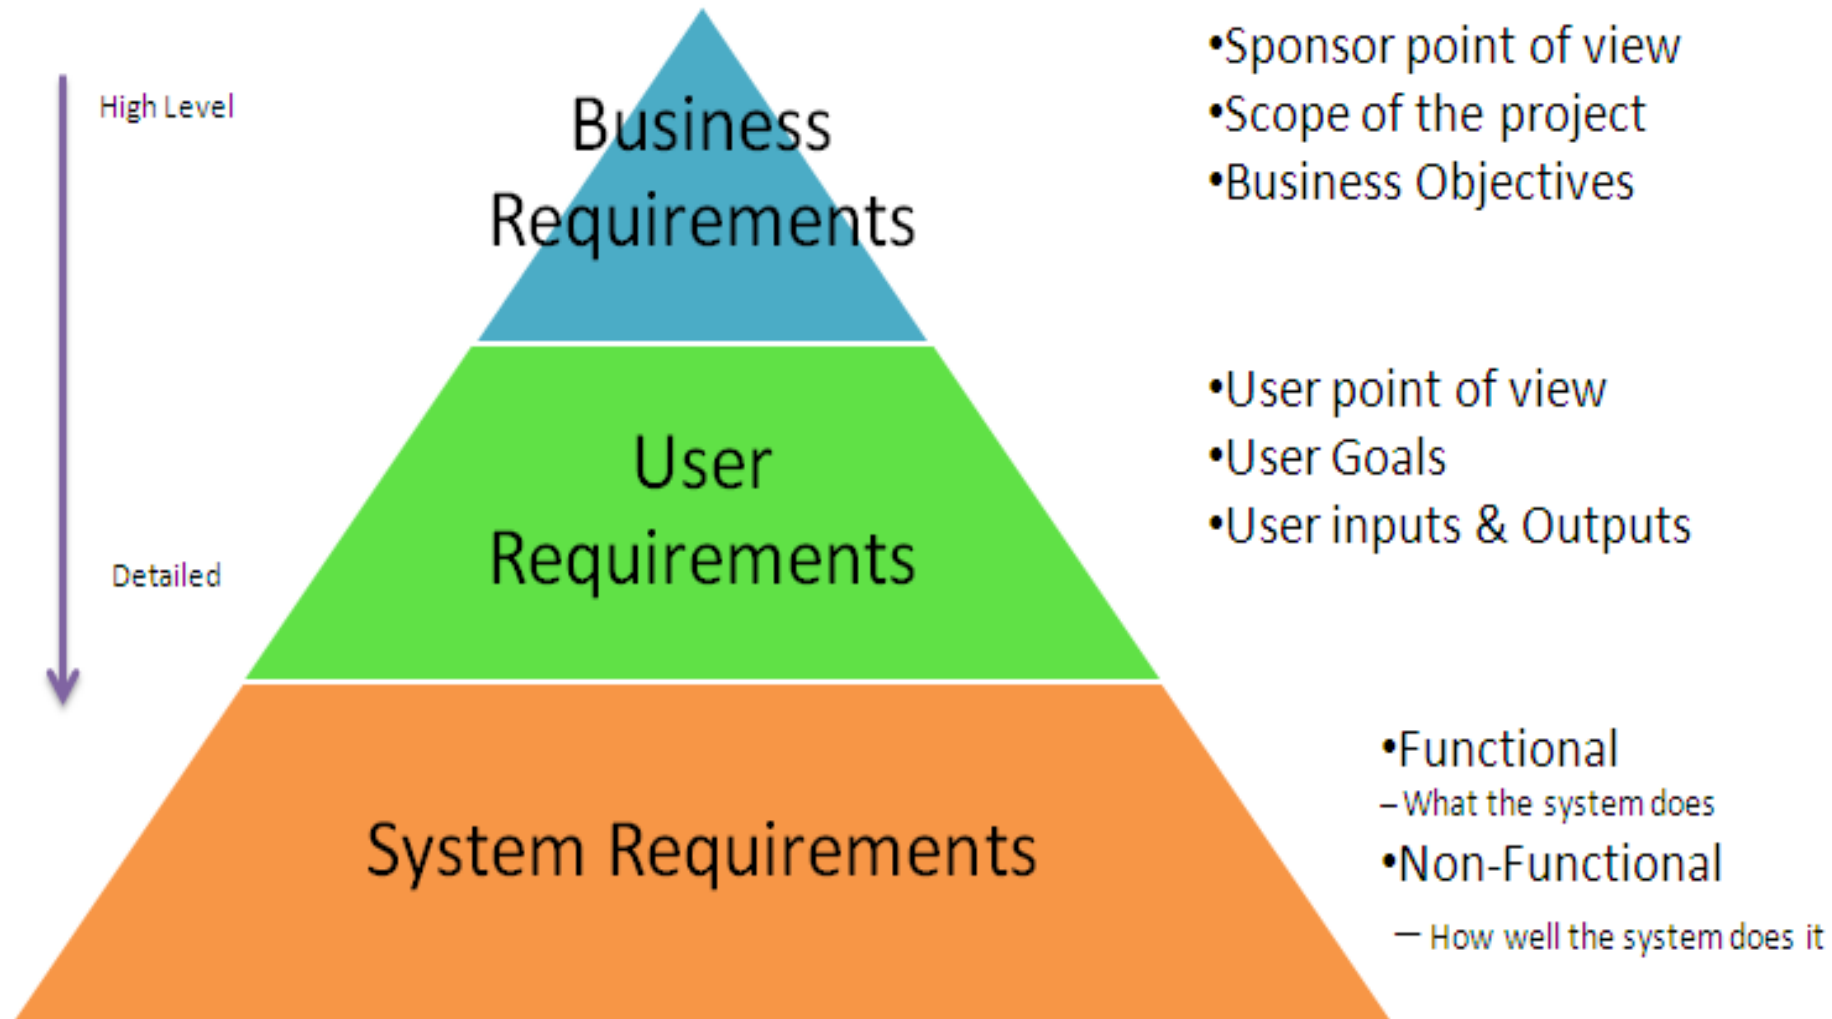 High Level
Detailed
Business
Requirements
•Sponsor point of view
•Scope of the project
•Business Objectives
User
Requirements
•User point of view
•User Goals
•User inputs & Outputs
System Requirements
•Functional
–What the system does
•Non-Functional
– How well the system does it